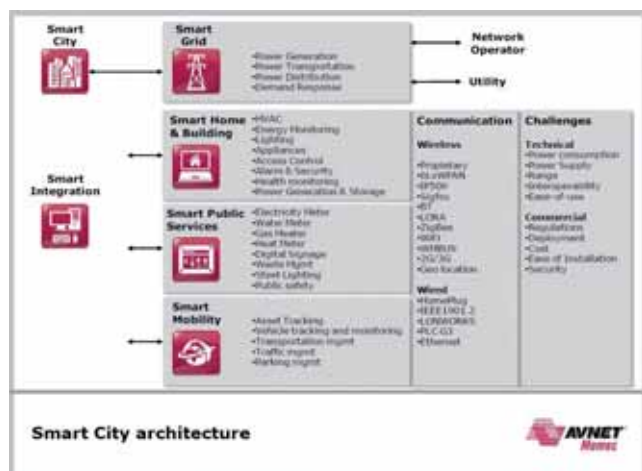 Smart
City
Smart
Grid
•Power Generation
•Power Transportation
•Power Distribution
•Demand Response
Network
Operator
Utility
Smart
Integration
Smart Home
& Building
•HVAC
•Energy Monitoring
•Lighting
•Appliances
•Access Control
•Alarm & Security
•Health monitoring
•Power Generation & Storage
Smart Public
Services
•Electricity Meter
•Water Meter
•Gas Meater
•Heat Meter
•Digital Signage
•Waste Mgmt
•Street Lighting
•Public safety
Smart
Mobility
•Asset Tracking
•Vehicle tracking and monitoring
•Transportation mgmt
•Traffic mgmt
•Parking mgmt
Communication
Wireless
•Propietary
•6LoWPAN
•IP500
•Sigfox
•BT
•LORA
•ZigBee
•WiFi
•WMBUS
•2G/3G
•Geo location
Wired
•HomePlug
•IEEE1901.2
•LONWORKS
•PLC-G3
•Ethernet
Challenges
Technical
•Power consumption
•Power Supply
•Range
•Interoperability
•Ease-of-use
Commercial
•Regulations
•Deployment
•Cost
•Ease of Installation
•Security
Smart City architecture
AVNET
Memec